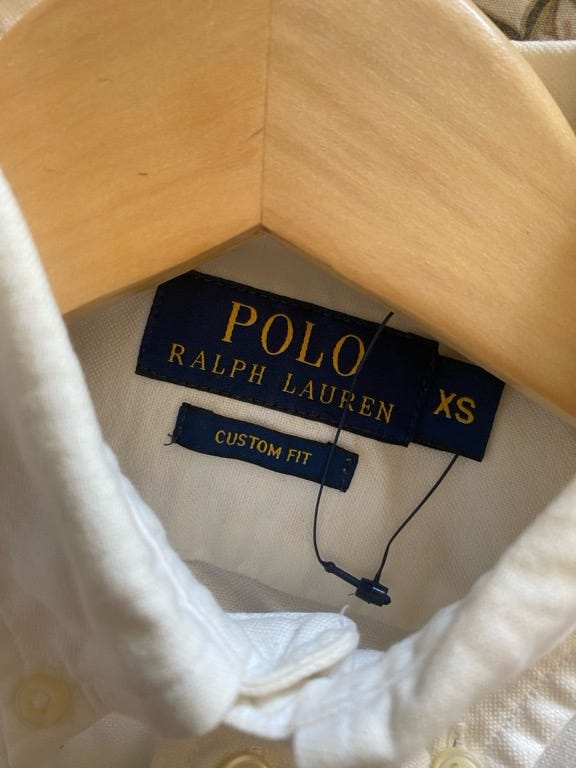 POLO
RALPH LAUREN
XS
CUSTOM FIT